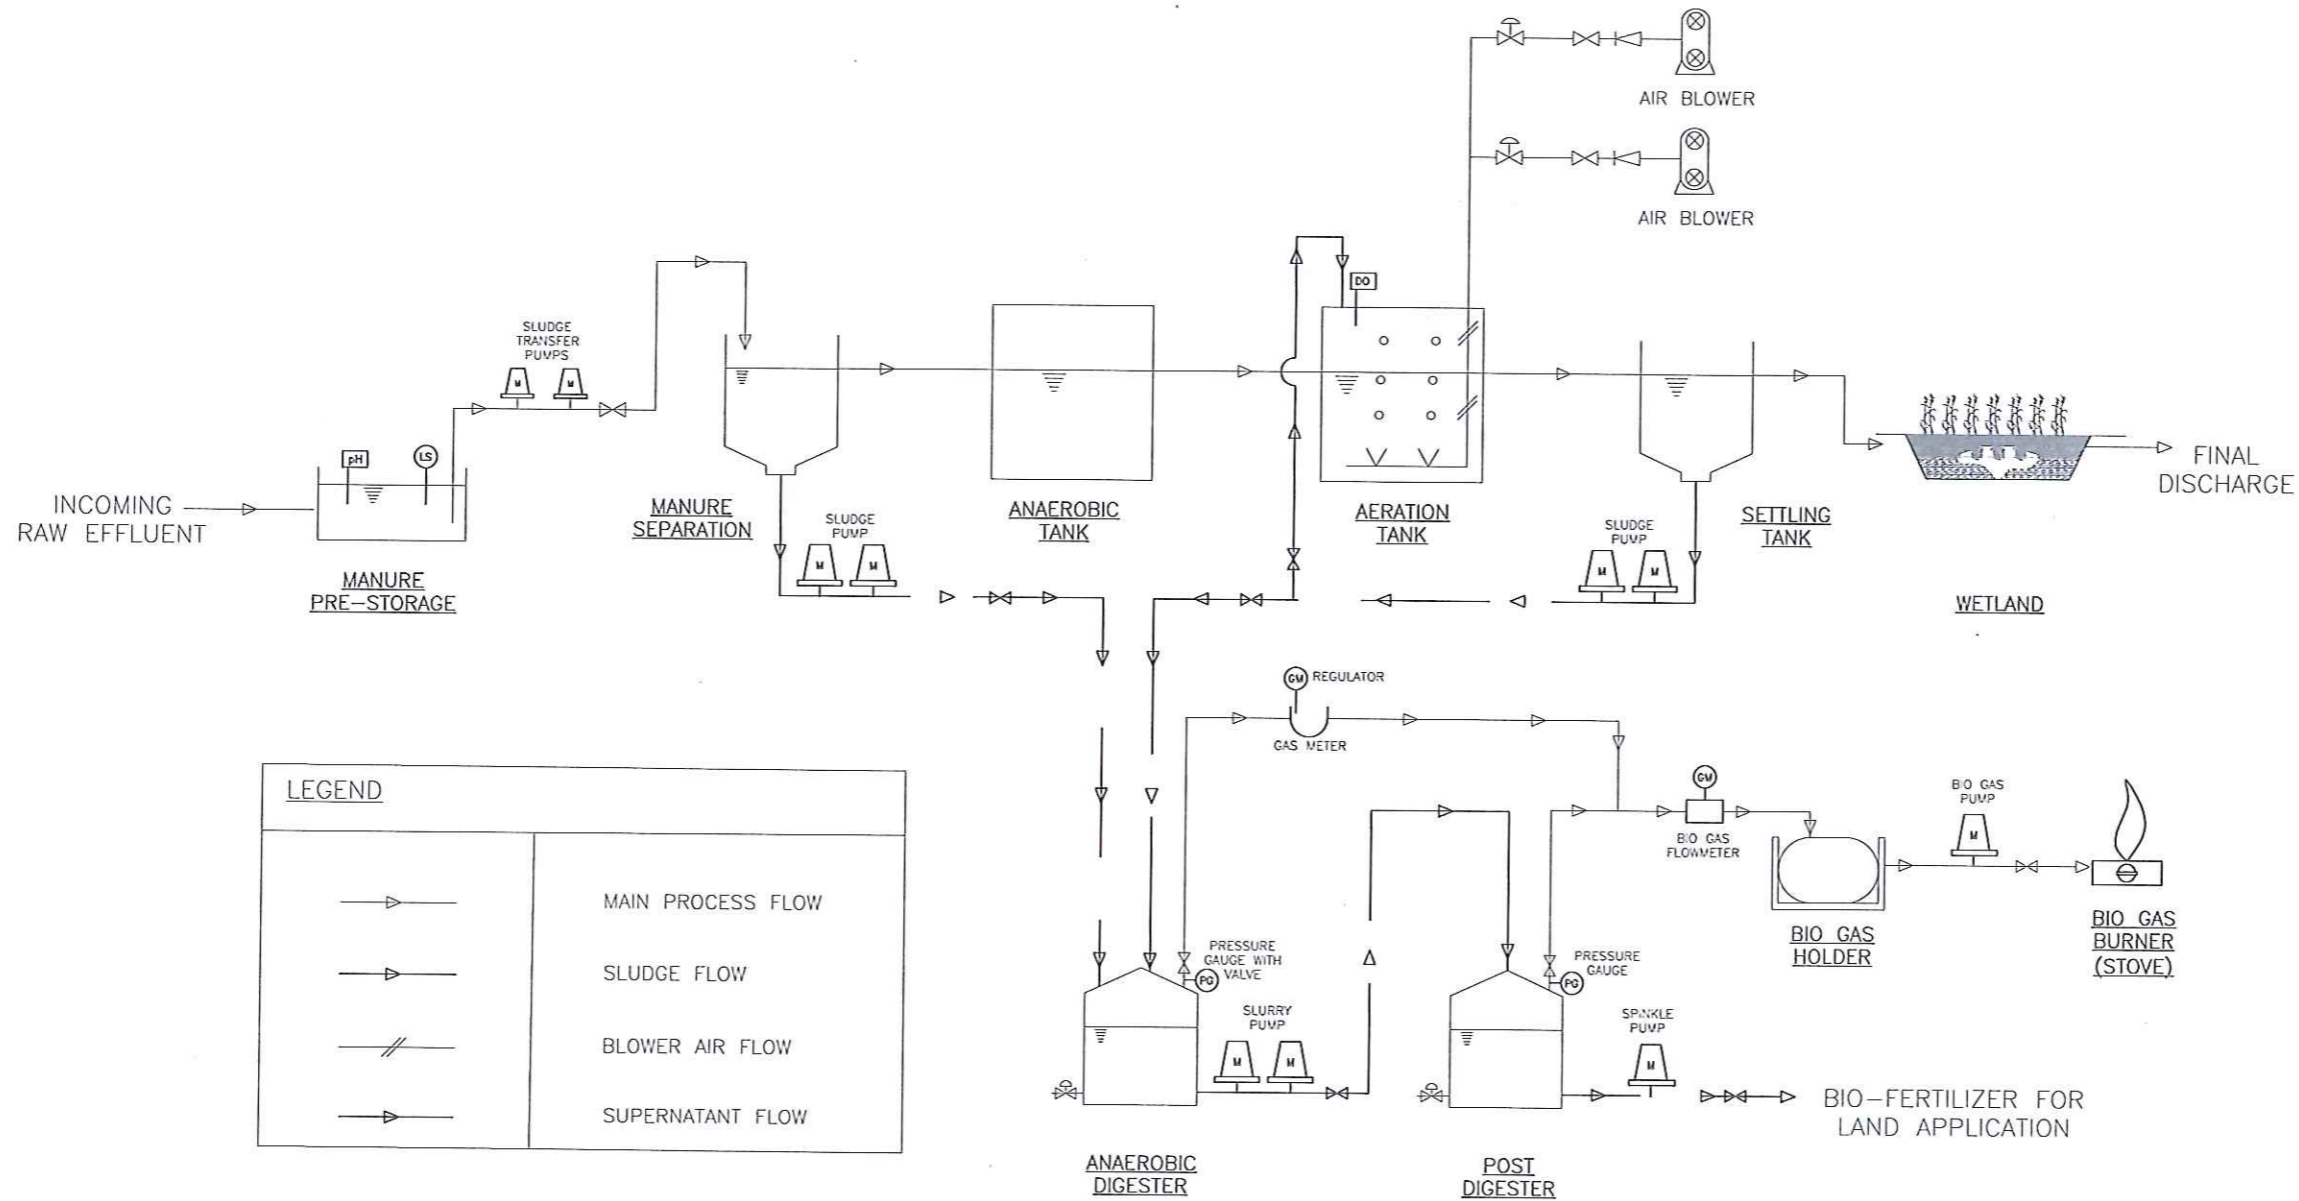 AIR BLOWER
AIR BLOWER
DO
SLUDGE
TRANSFER
PUMPS
M
M
pH
LS
INCOMING
RAW EFFLUENT
MANURE
PRE-STORAGE
MANURE
SEPARATION
SLUDGE
PUMP
M
M
ANAEROBIC
TANK
AERATION
TANK
SLUDGE
PUMP
M
M
SETTLING
TANK
WETLAND
FINAL
DISCHARGE
GM REGULATOR
GAS METER
LEGEND
MAIN PROCESS FLOW
SLUDGE FLOW
BLOWER AIR FLOW
SUPERNATANT FLOW
GM
BIO GAS
FLOWMETER
BIO GAS
PUMP
M
BIO GAS
HOLDER
BIO GAS
BURNER
(STOVE)
PRESSURE
GAUGE WITH
VALVE
PG
SLURRY
PUMP
M
M
PRESSURE
GAUGE
PG
SPINKLE
PUMP
M
BIO-FERTILIZER FOR
LAND APPLICATION
ANAEROBIC
DIGESTER
POST
DIGESTER